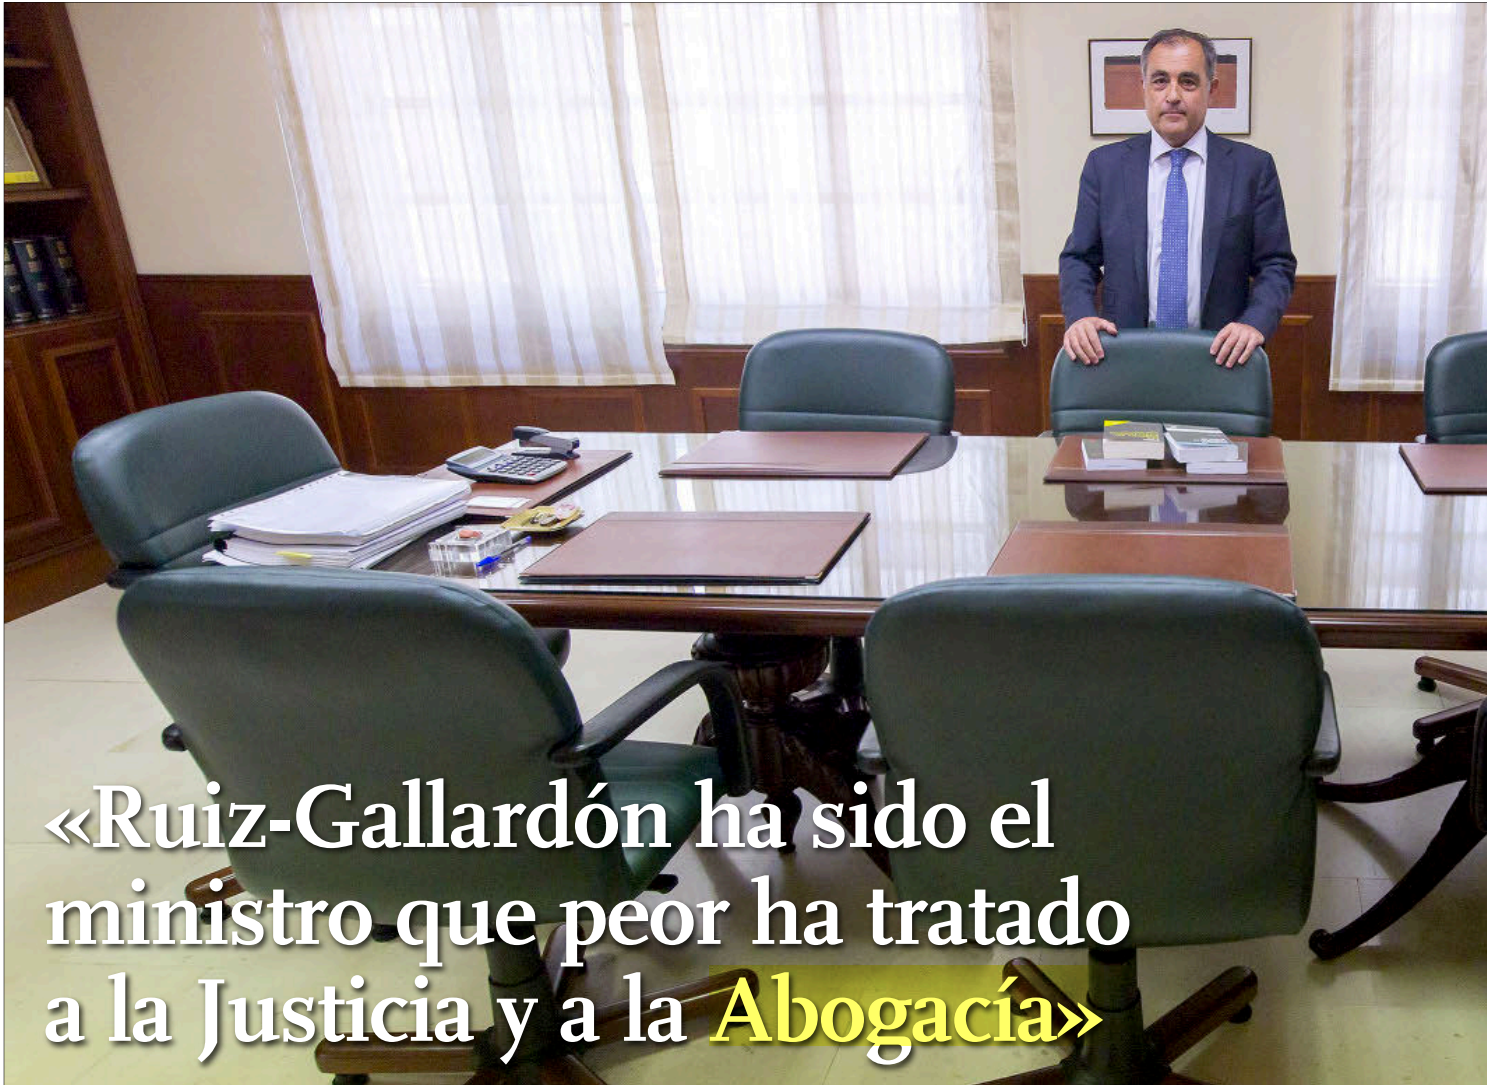 «Ruiz-Gallardón ha sido el
ministro que peor ha tratado
a la Justicia y a la Abogacía»